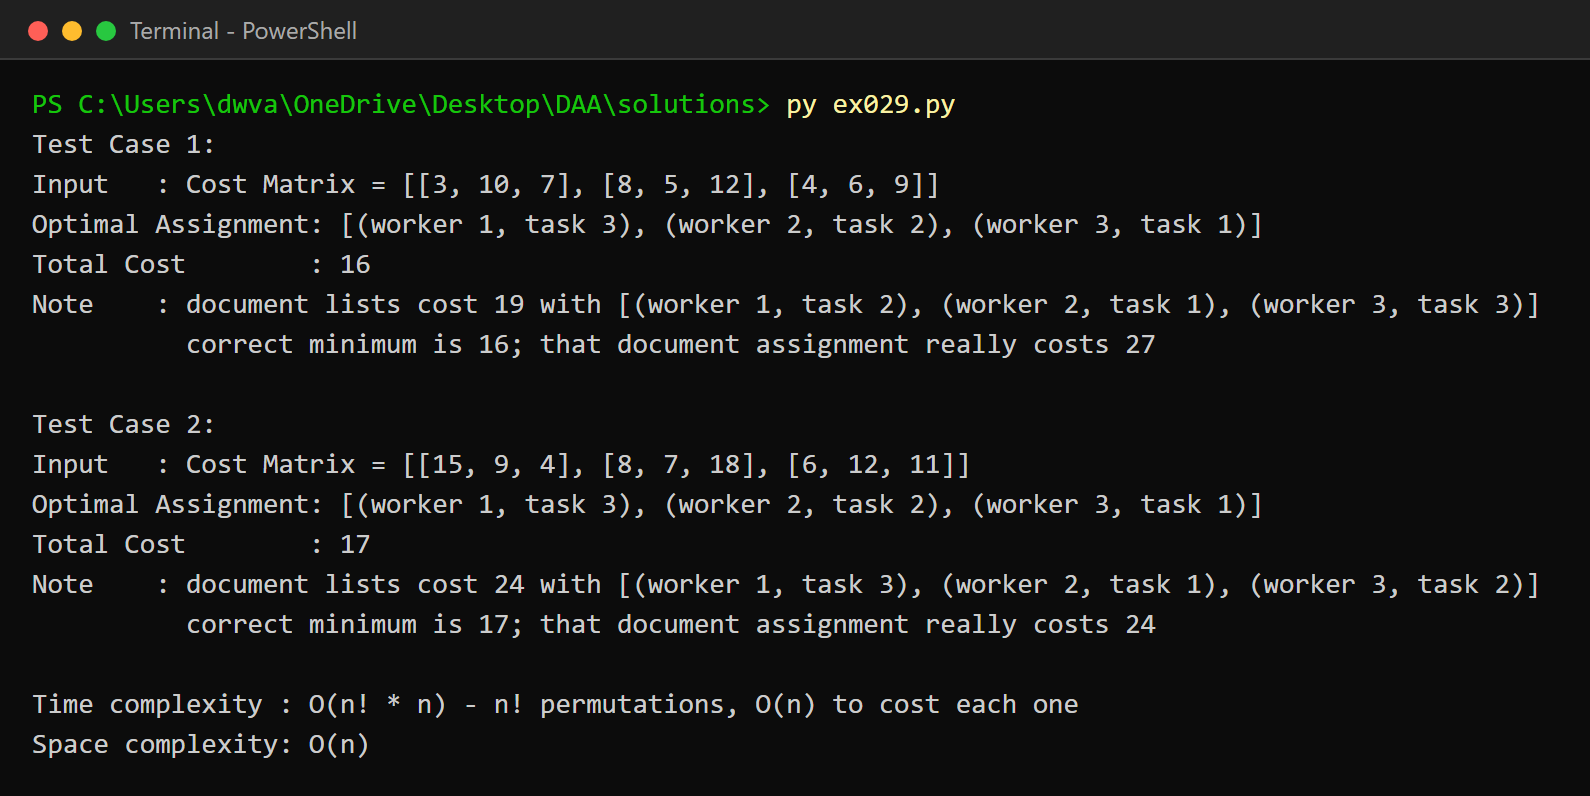 Terminal - PowerShell
PS C:\Users\dwva\OneDrive\Desktop\DAA\solutions> py ex029.py
Test Case 1:
Input   : Cost Matrix = [[3, 10, 7], [8, 5, 12], [4, 6, 9]]
Optimal Assignment: [(worker 1, task 3), (worker 2, task 2), (worker 3, task 1)]
Total Cost        : 16
Note    : document lists cost 19 with [(worker 1, task 2), (worker 2, task 1), (worker 3, task 3)]
          correct minimum is 16; that document assignment really costs 27
Test Case 2:
Input   : Cost Matrix = [[15, 9, 4], [8, 7, 18], [6, 12, 11]]
Optimal Assignment: [(worker 1, task 3), (worker 2, task 2), (worker 3, task 1)]
Total Cost        : 17
Note    : document lists cost 24 with [(worker 1, task 3), (worker 2, task 1), (worker 3, task 2)]
          correct minimum is 17; that document assignment really costs 24
Time complexity : O(n! * n) - n! permutations, O(n) to cost each one
Space complexity: O(n)